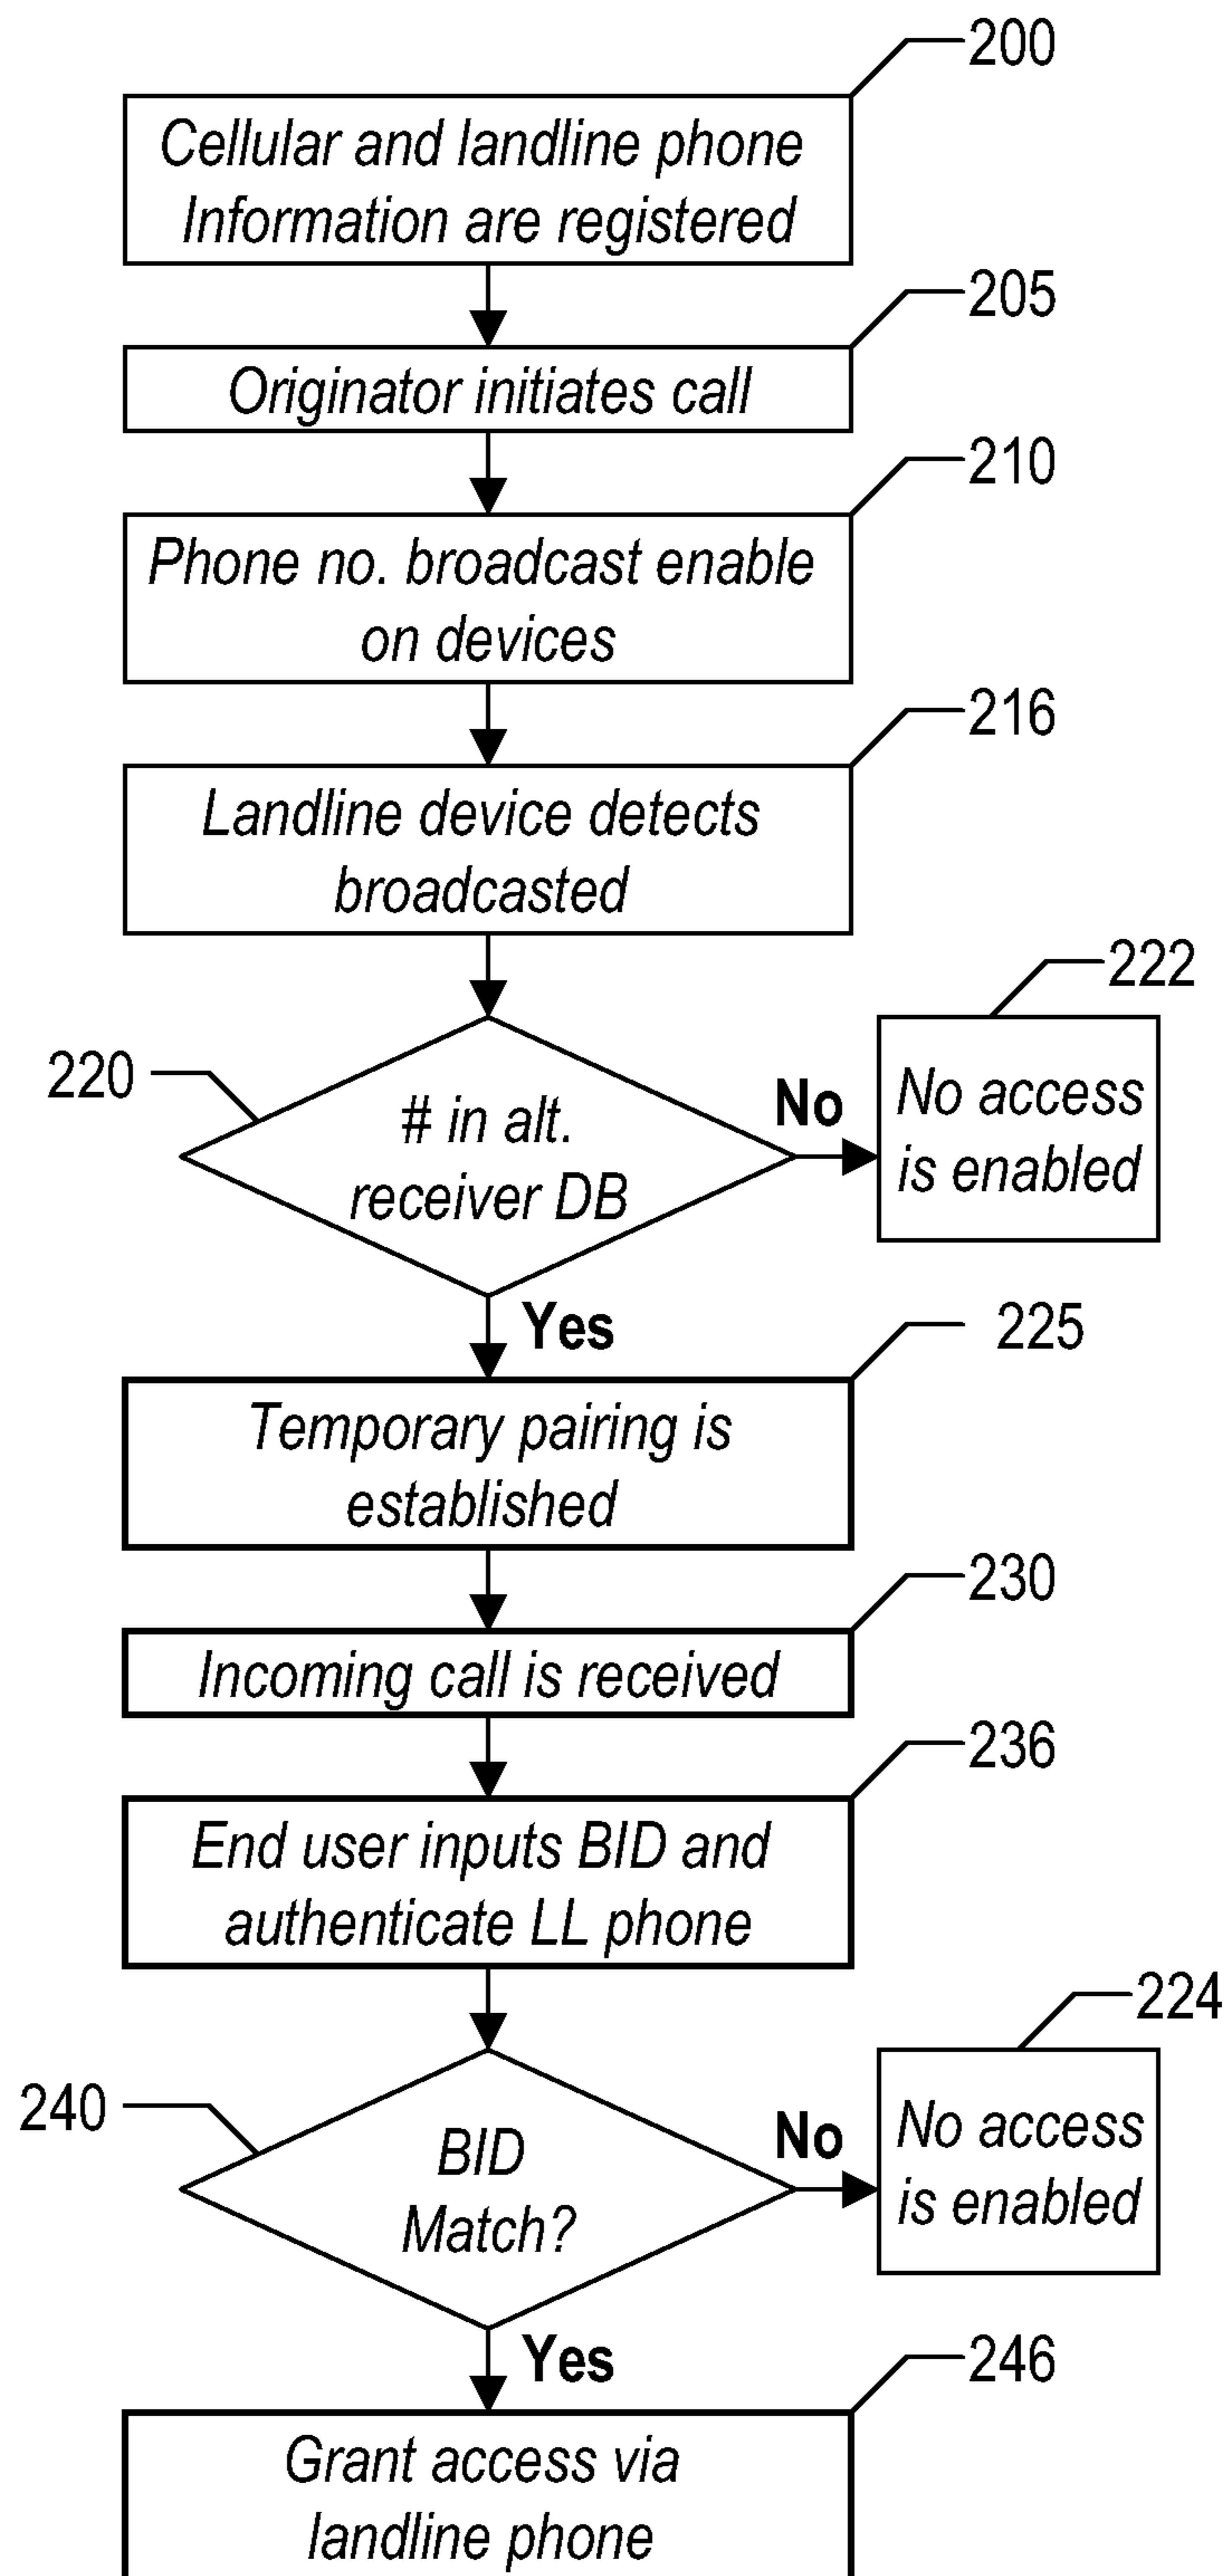 200
Cellular and landline phone
Information are registered
205
Originator initiates call
210
Phone no. broadcast enable
on devices
216
Landline device detects
broadcasted
222
220
# in alt.
receiver DB
No
No access
is enabled
Yes
225
Temporary pairing is
established
230
Incoming call is received
236
End user inputs BID and
authenticate LL phone
224
240
BID
Match?
No
No access
is enabled
Yes
246
Grant access via
landline phone